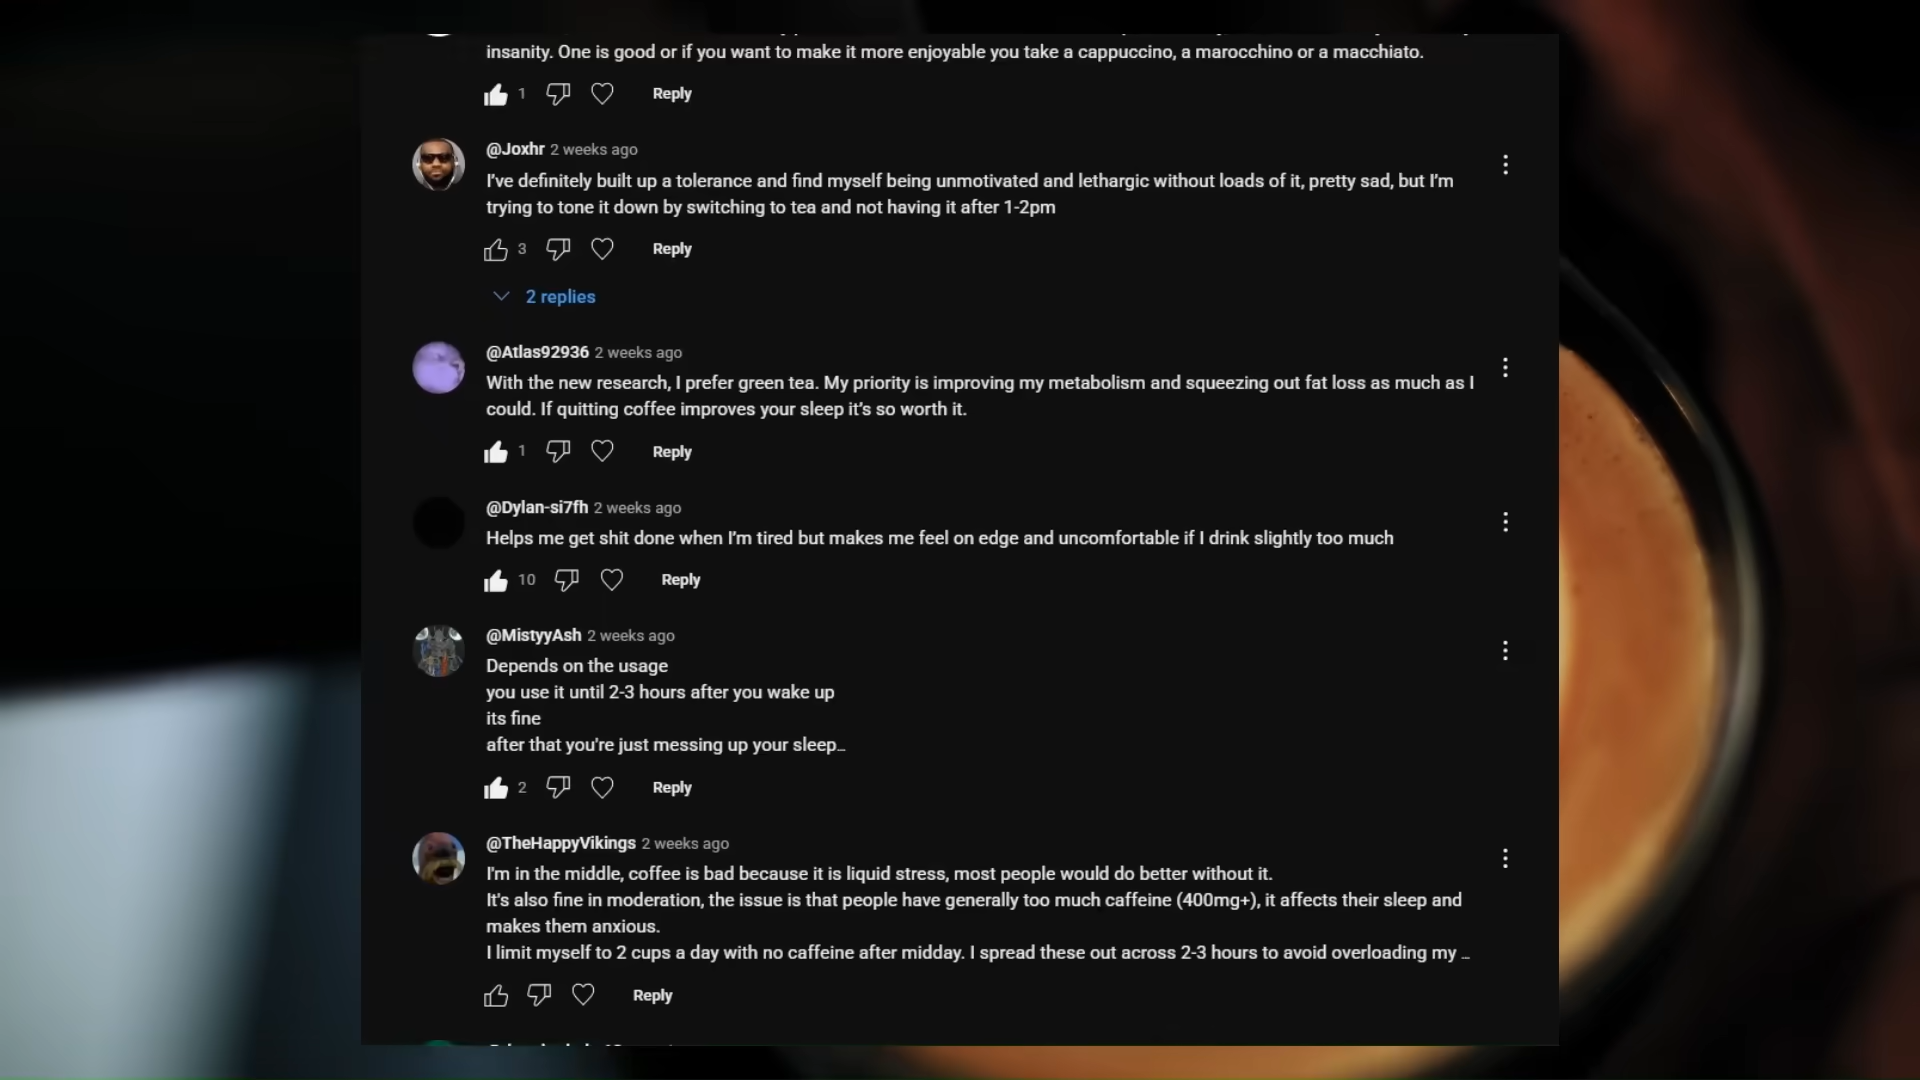 insanity. One is good or if you want to make it more enjoyable you take a cappuccino, a marocchino or a macchiato.
1 Reply
@Joxhr 2 weeks ago
I've definitely built up a tolerance and find myself being unmotivated and lethargic without loads of it, pretty sad, but I'm
trying to tone it down by switching to tea and not having it after 1-2pm
3 Reply
2 replies
@Atlas92936 2 weeks ago
With the new research, I prefer green tea. My priority is improving my metabolism and squeezing out fat loss as much as I
could. If quitting coffee improves your sleep it's so worth it.
1 Reply
@Dylan-si7fh 2 weeks ago
Helps me get shit done when I'm tired but makes me feel on edge and uncomfortable if I drink slightly too much
10 Reply
@MistyyAsh 2 weeks ago
Depends on the usage
you use it until 2-3 hours after you wake up
its fine
after that you're just messing up your sleep...
2 Reply
@TheHappyVikings 2 weeks ago
I'm in the middle, coffee is bad because it is liquid stress, most people would do better without it.
It's also fine in moderation, the issue is that people have generally too much caffeine (400mg+), it affects their sleep and
makes them anxious.
I limit myself to 2 cups a day with no caffeine after midday. I spread these out across 2-3 hours to avoid overloading my ...
Reply